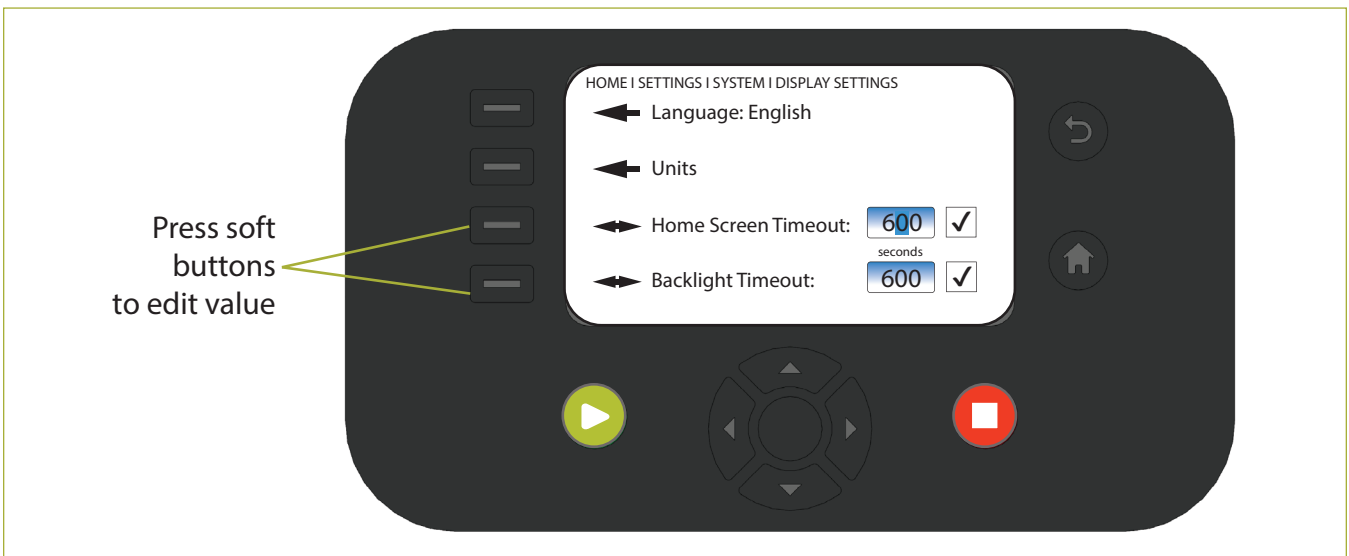 HOME I SETTINGS I SYSTEM I DISPLAY SETTINGS
Language: English
Units
Home Screen Timeout: 600
seconds
Backlight Timeout: 600
Press soft
buttons
to edit value